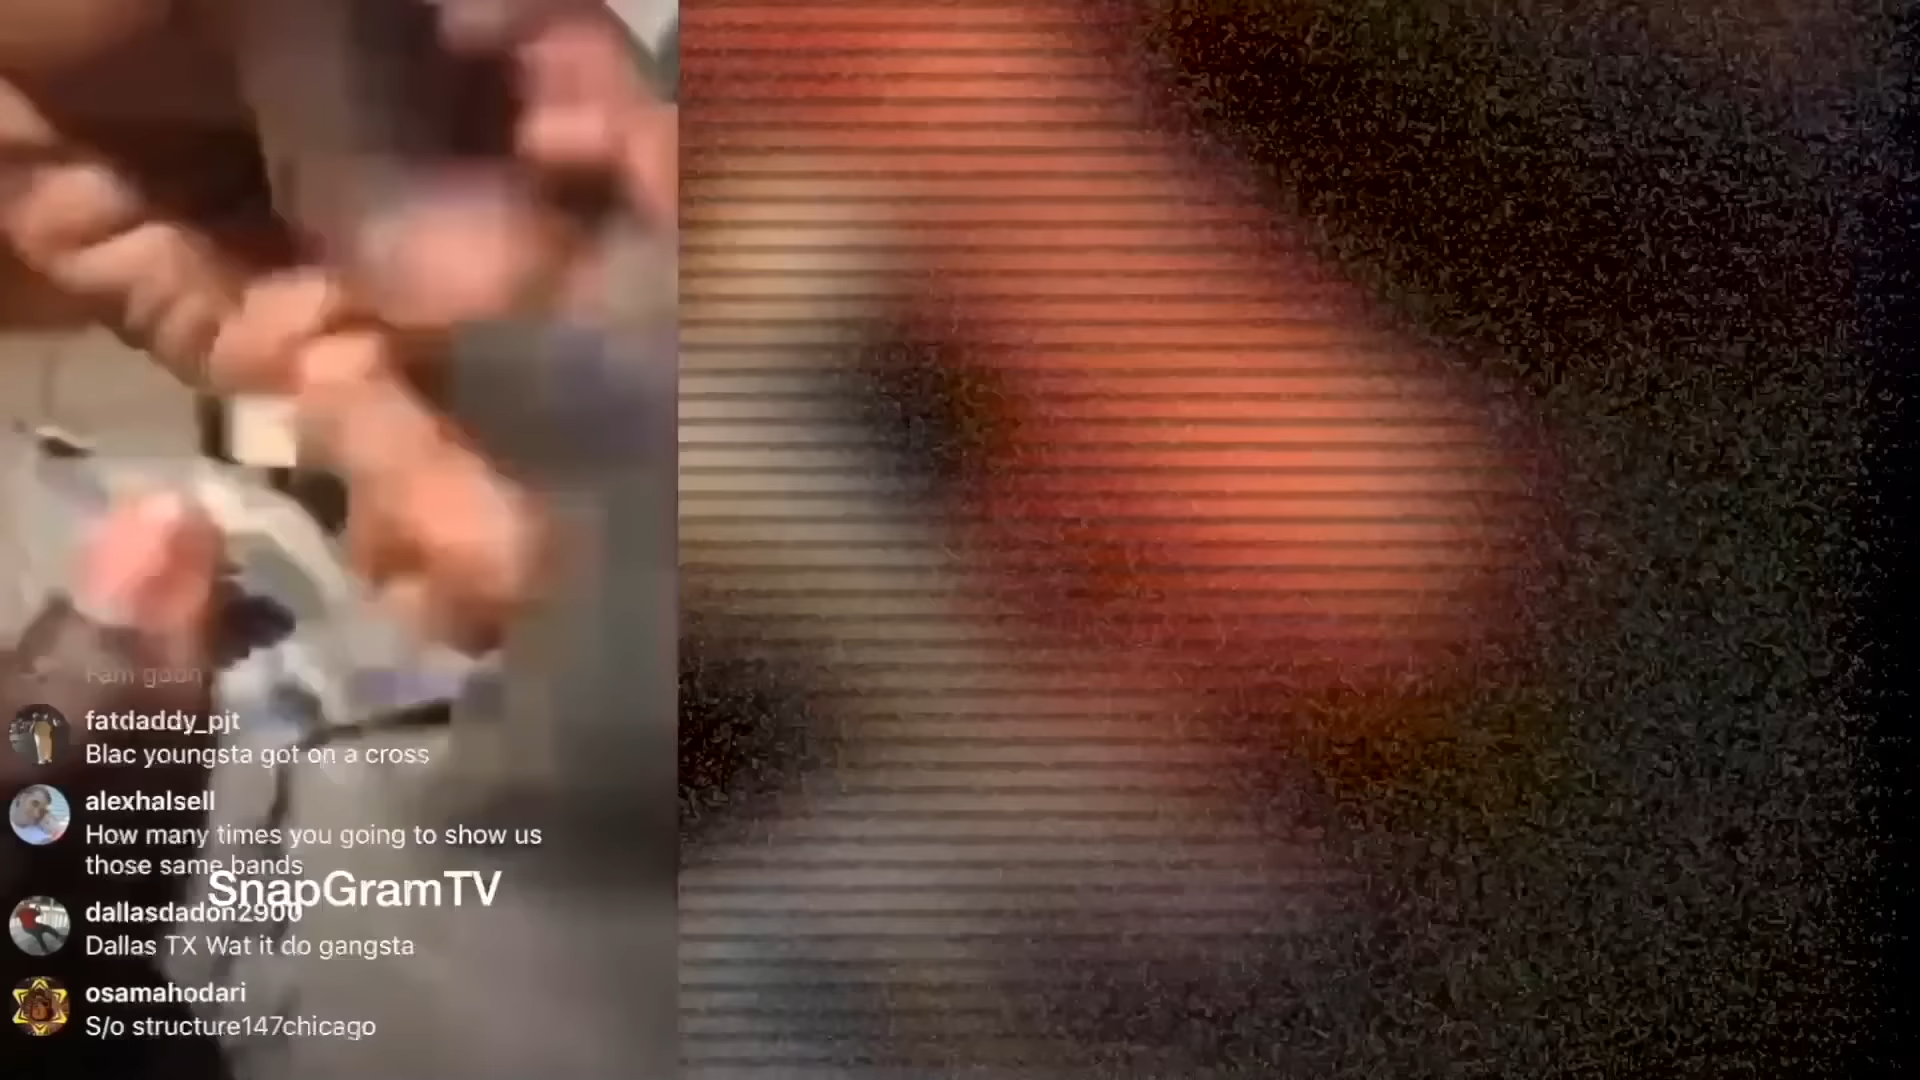 fatdaddy_pjt
Blac youngsta got on a cross
alexhalsell
How many times you going to show us
those same bands
SnapGramTV
dallasdadon2900
Dallas TX Wat it do gangsta
osamahodari
S/o structure147chicago